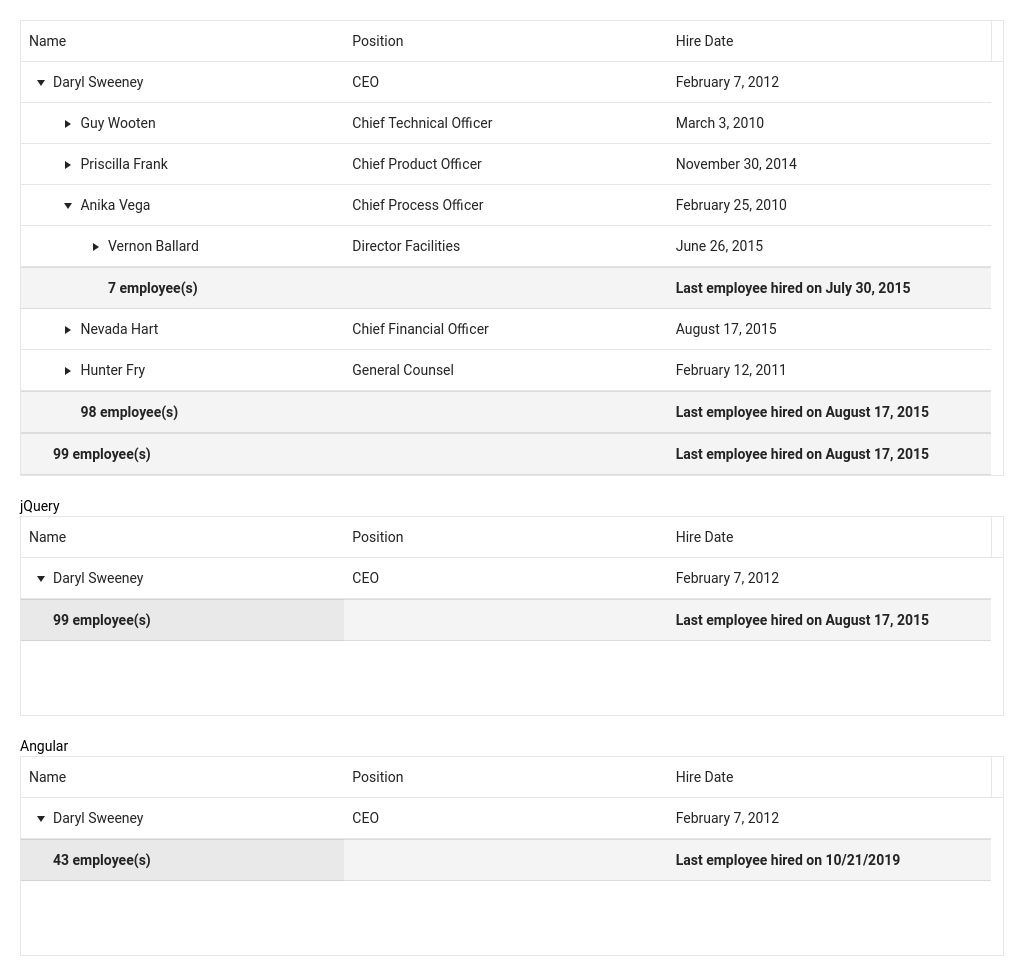 Name Position Hire Date
Daryl Sweeney CEO February 7, 2012
Guy Wooten Chief Technical Officer March 3, 2010
Priscilla Frank Chief Product Officer November 30, 2014
Anika Vega Chief Process Officer February 25, 2010
Vernon Ballard Director Facilities June 26, 2015
7 employee(s) Last employee hired on July 30, 2015
Nevada Hart Chief Financial Officer August 17, 2015
Hunter Fry General Counsel February 12, 2011
98 employee(s) Last employee hired on August 17, 2015
99 employee(s) Last employee hired on August 17, 2015
jQuery
Name Position Hire Date
Daryl Sweeney CEO February 7, 2012
99 employee(s) Last employee hired on August 17, 2015
Angular
Name Position Hire Date
Daryl Sweeney CEO February 7, 2012
43 employee(s) Last employee hired on 10/21/2019